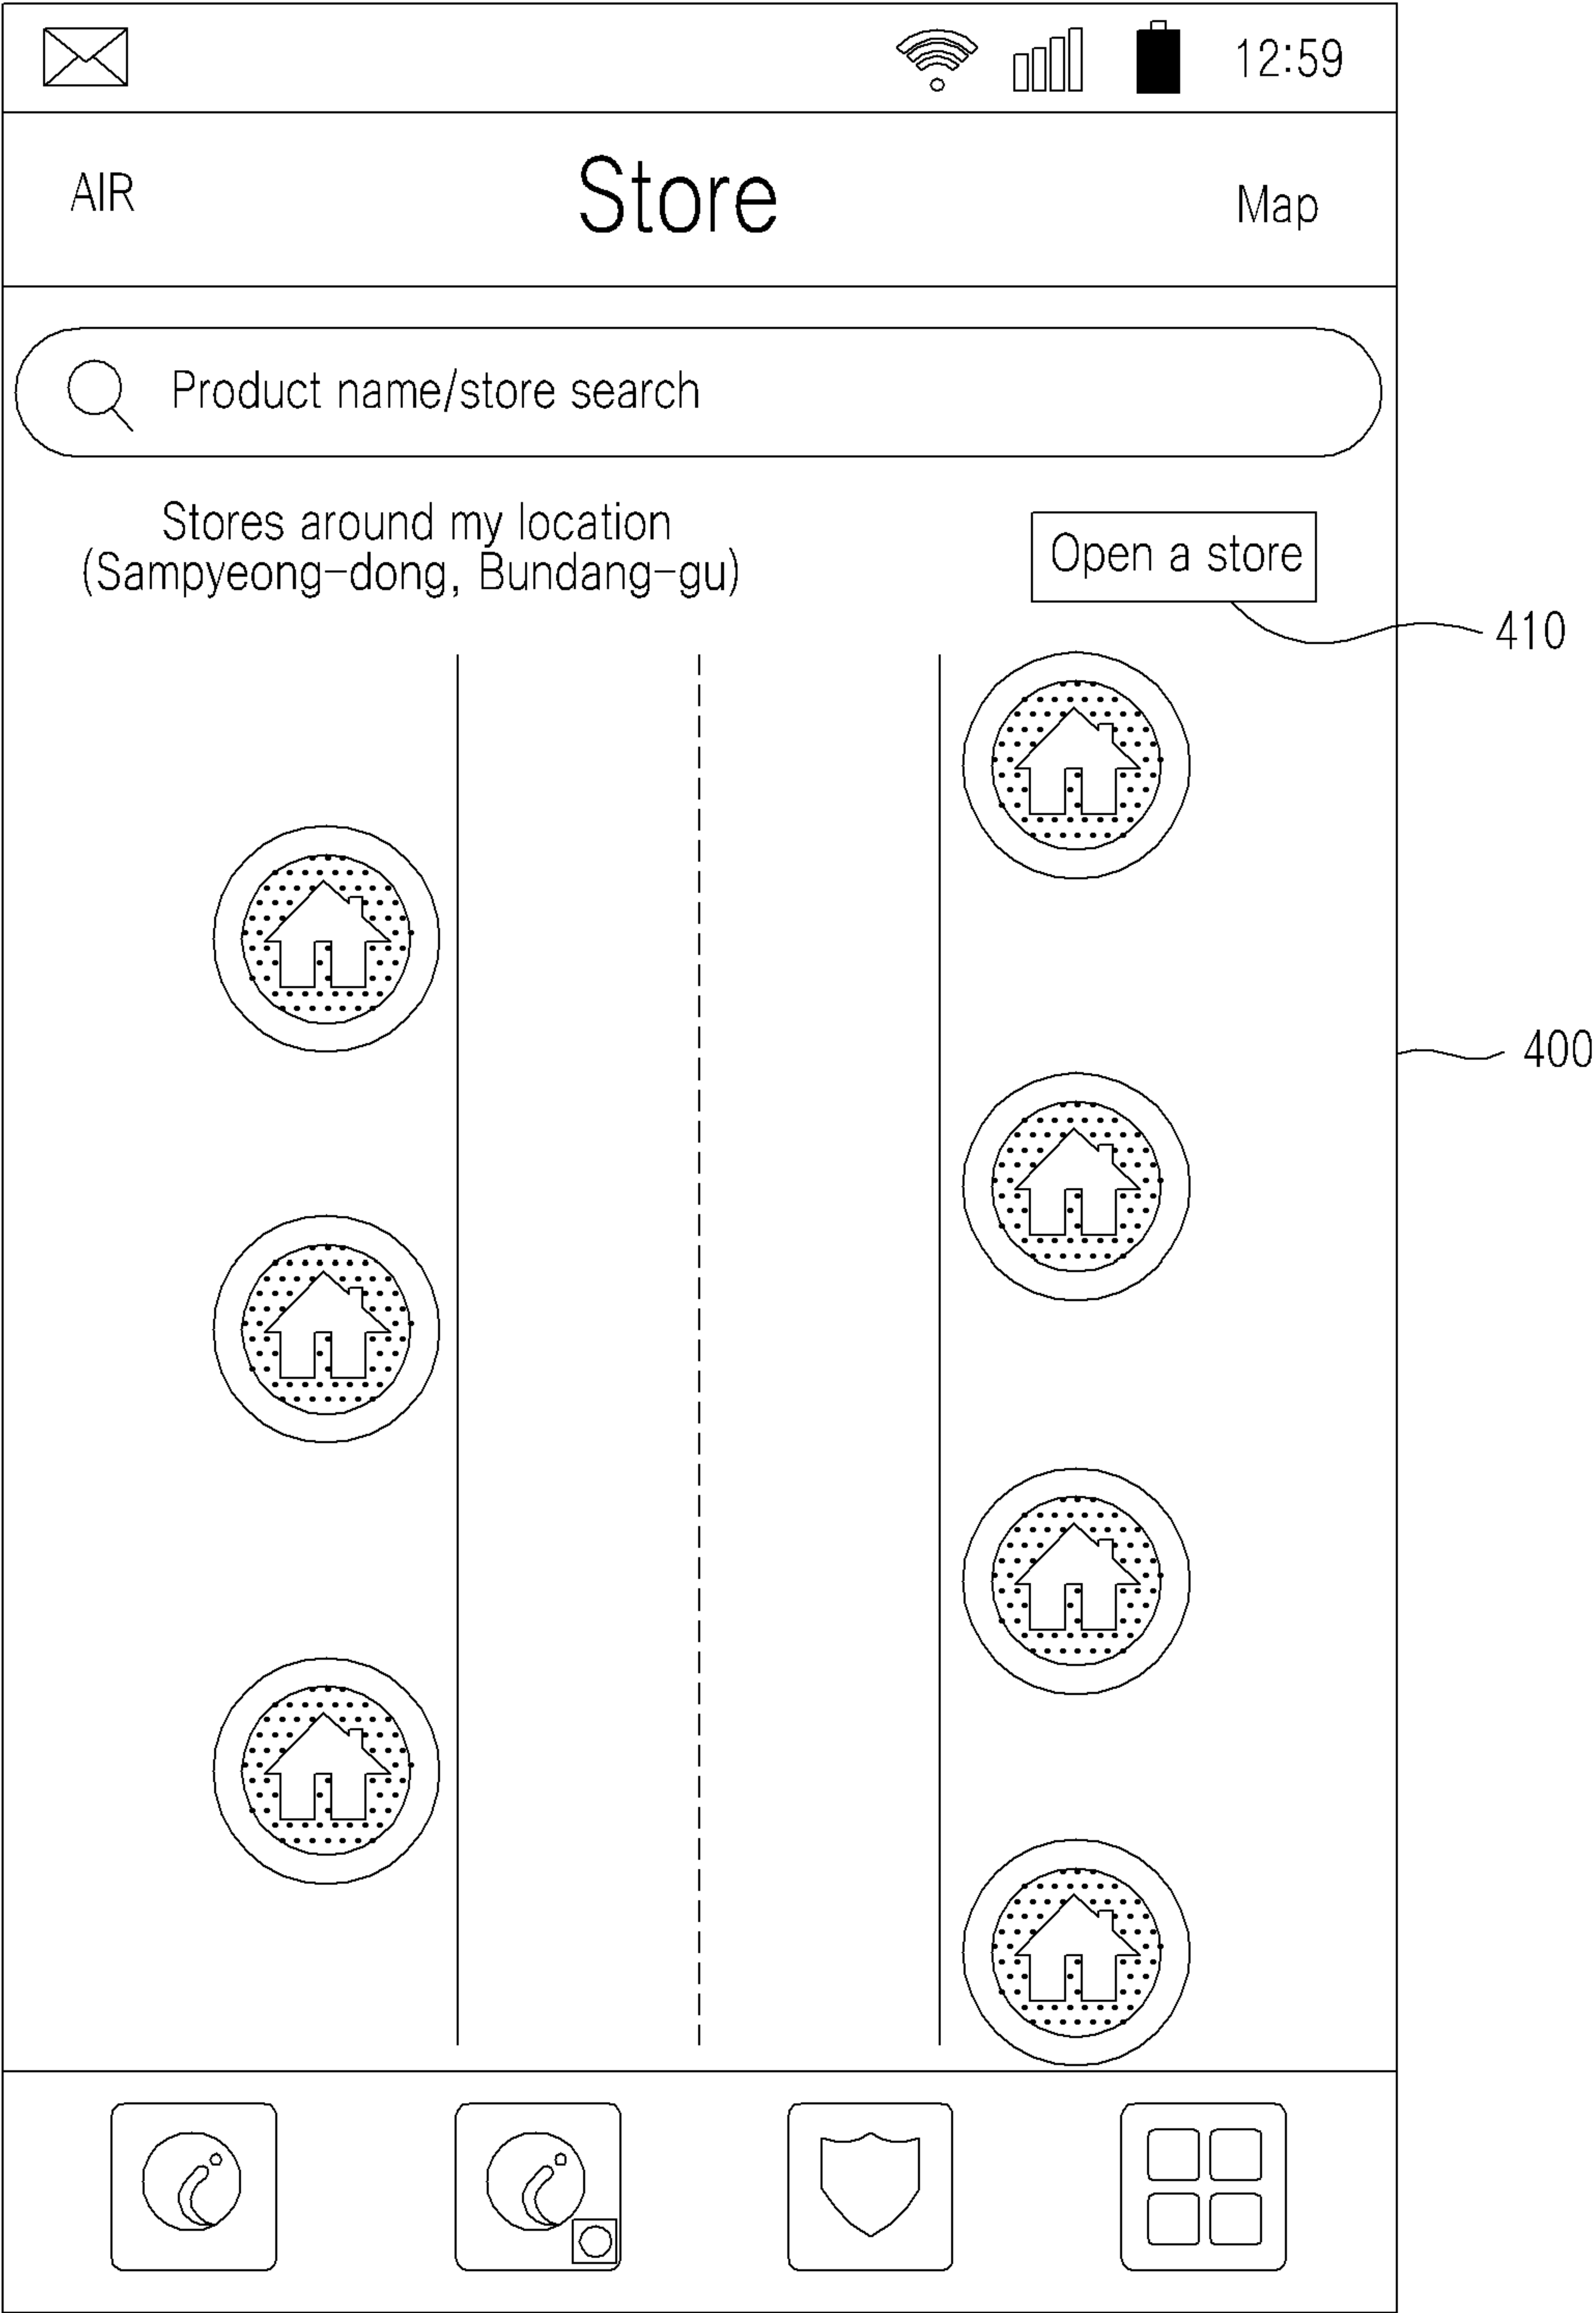 12:59
AIR
Store
Map
Product name/store search
Stores around my location
(Sampyeong-dong, Bundang-gu)
Open a store
410
400